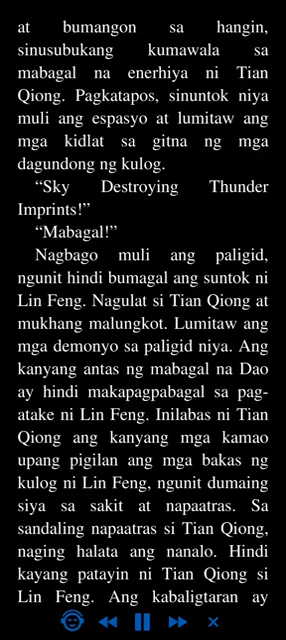 at bumangon sa hangin,
sinusubukang kumawala sa
mabagal na enerhiya ni Tian
Qiong. Pagkatapos, sinuntok niya
muli ang espasyo at lumitaw ang
mga kidlat sa gitna ng mga
dagundong ng kulog.
“Sky Destroying Thunder
Imprints!”
“Mabagal!”
Nagbago muli ang paligid,
ngunit hindi bumagal ang suntok ni
Lin Feng. Nagulat si Tian Qiong at
mukhang malungkot. Lumitaw ang
mga demonyo sa paligid niya. Ang
kanyang antas ng mabagal na Dao
ay hindi makapagpabagal sa pag-
atake ni Lin Feng. Inilabas ni Tian
Qiong ang kanyang mga kamao
upang pigilan ang mga bakas ng
kulog ni Lin Feng, ngunit dumaing
siya sa sakit at napaatras. Sa
sandaling napaatras si Tian Qiong,
naging halata ang nanalo. Hindi
kayang patayin ni Tian Qiong si
Lin Feng. Ang kabaligtaran ay